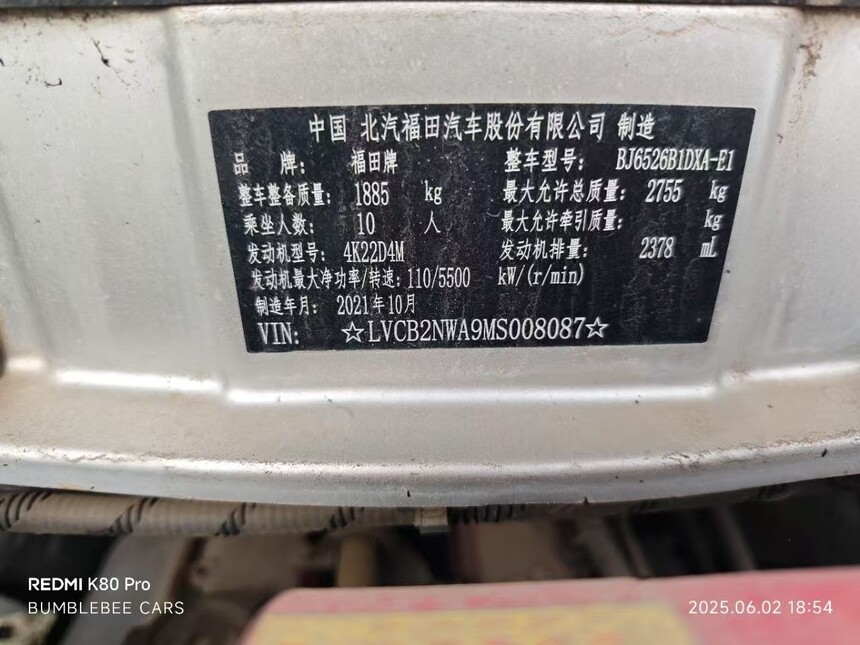 中国 北汽福田汽车股份有限公司 制造
品 牌： 福田牌 整车型号： BJ6526B1DXA-E1
整车整备质量： 1885 kg 最大允许总质量： 2755 kg
乘坐人数： 10 人 最大允许牵引质量： kg
发动机型号： 4K22D4M 发动机排量： 2378 mL
发动机最大净功率/转速： 110/5500 kW/(r/min)
制造年月： 2021年10月
VIN: ☆LVCB2NWA9MS008087☆
REDMI K80 Pro
BUMBLEBEE CARS
2025.06.02 18:54